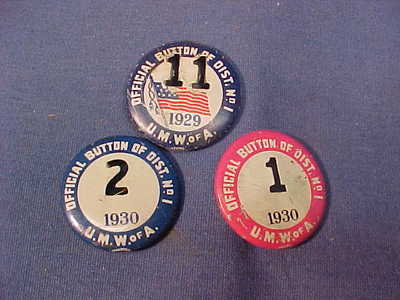 OFFICIAL BUTTON OF DIST. No. 1
11
1929
U.M.W. OF A.
OFFICIAL BUTTON OF DIST. No. 1
2
1930
U.M.W. OF A.
OFFICIAL BUTTON OF DIST. No. 1
1
1930
U.M.W. OF A.